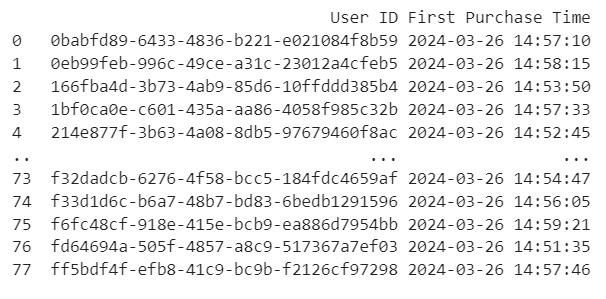 User ID First Purchase Time
0 0babfd89-6433-4836-b221-e021084f8b59 2024-03-26 14:57:10
1 0eb99feb-996c-49ce-a31c-23012a4cfeb5 2024-03-26 14:58:15
2 166fba4d-3b73-4ab9-85d6-10ffddd385b4 2024-03-26 14:53:50
3 1bf0ca0e-c601-435a-aa86-4058f985c32b 2024-03-26 14:57:33
4 214e877f-3b63-4a08-8db5-97679460f8ac 2024-03-26 14:52:45
.. ... ...
73 f32dadcb-6276-4f58-bcc5-184fdc4659af 2024-03-26 14:54:47
74 f33d1d6c-b6a7-48b7-bd83-6bedb1291596 2024-03-26 14:56:05
75 f6fc48cf-918e-415e-bcb9-ea886d7954bb 2024-03-26 14:59:21
76 fd64694a-505f-4857-a8c9-517367a7ef03 2024-03-26 14:51:35
77 ff5bdf4f-efb8-41c9-bc9b-f2126cf97298 2024-03-26 14:57:46